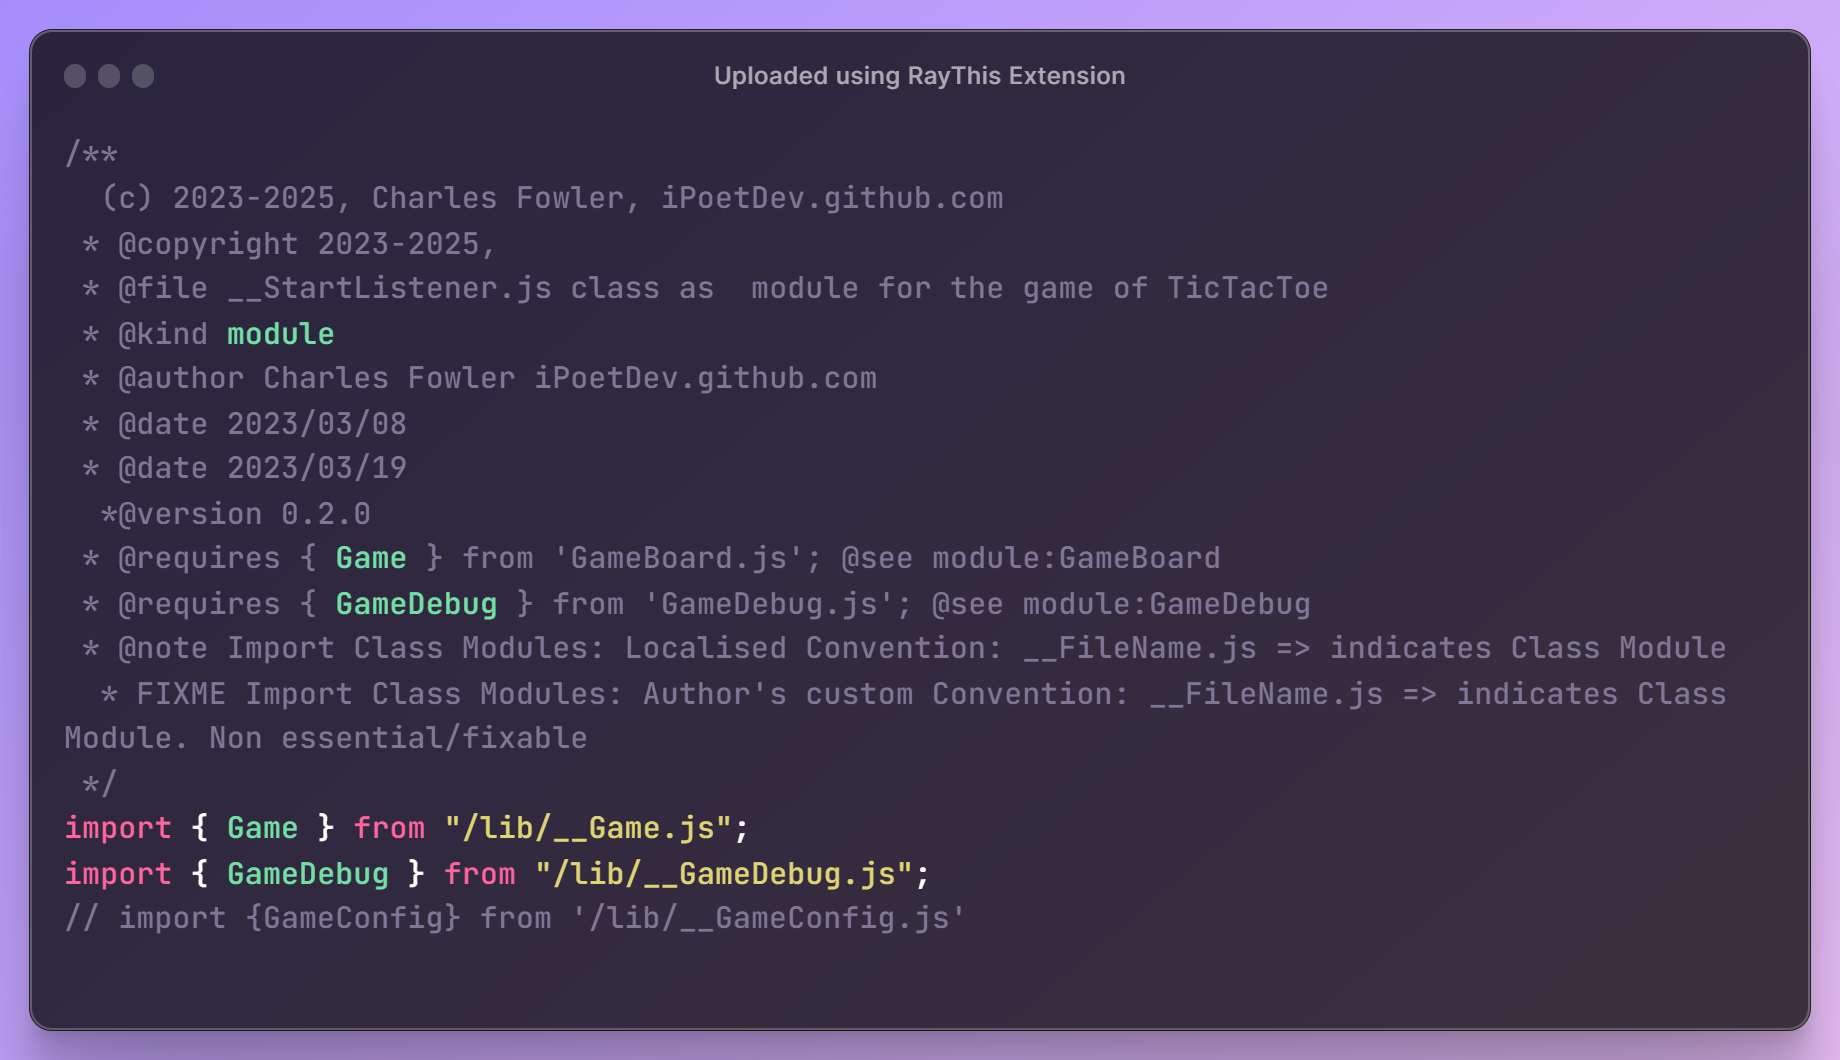 Uploaded using RayThis Extension
/**
  (c) 2023-2025, Charles Fowler, iPoetDev.github.com
 * @copyright 2023-2025,
 * @file __StartListener.js class as  module for the game of TicTacToe
 * @kind module
 * @author Charles Fowler iPoetDev.github.com
 * @date 2023/03/08
 * @date 2023/03/19
  *@version 0.2.0
 * @requires { Game } from 'GameBoard.js'; @see module:GameBoard
 * @requires { GameDebug } from 'GameDebug.js'; @see module:GameDebug
 * @note Import Class Modules: Localised Convention: __FileName.js => indicates Class Module
  * FIXME Import Class Modules: Author's custom Convention: __FileName.js => indicates Class
Module. Non essential/fixable
 */
import { Game } from "/lib/__Game.js";
import { GameDebug } from "/lib/__GameDebug.js";
// import {GameConfig} from '/lib/__GameConfig.js'